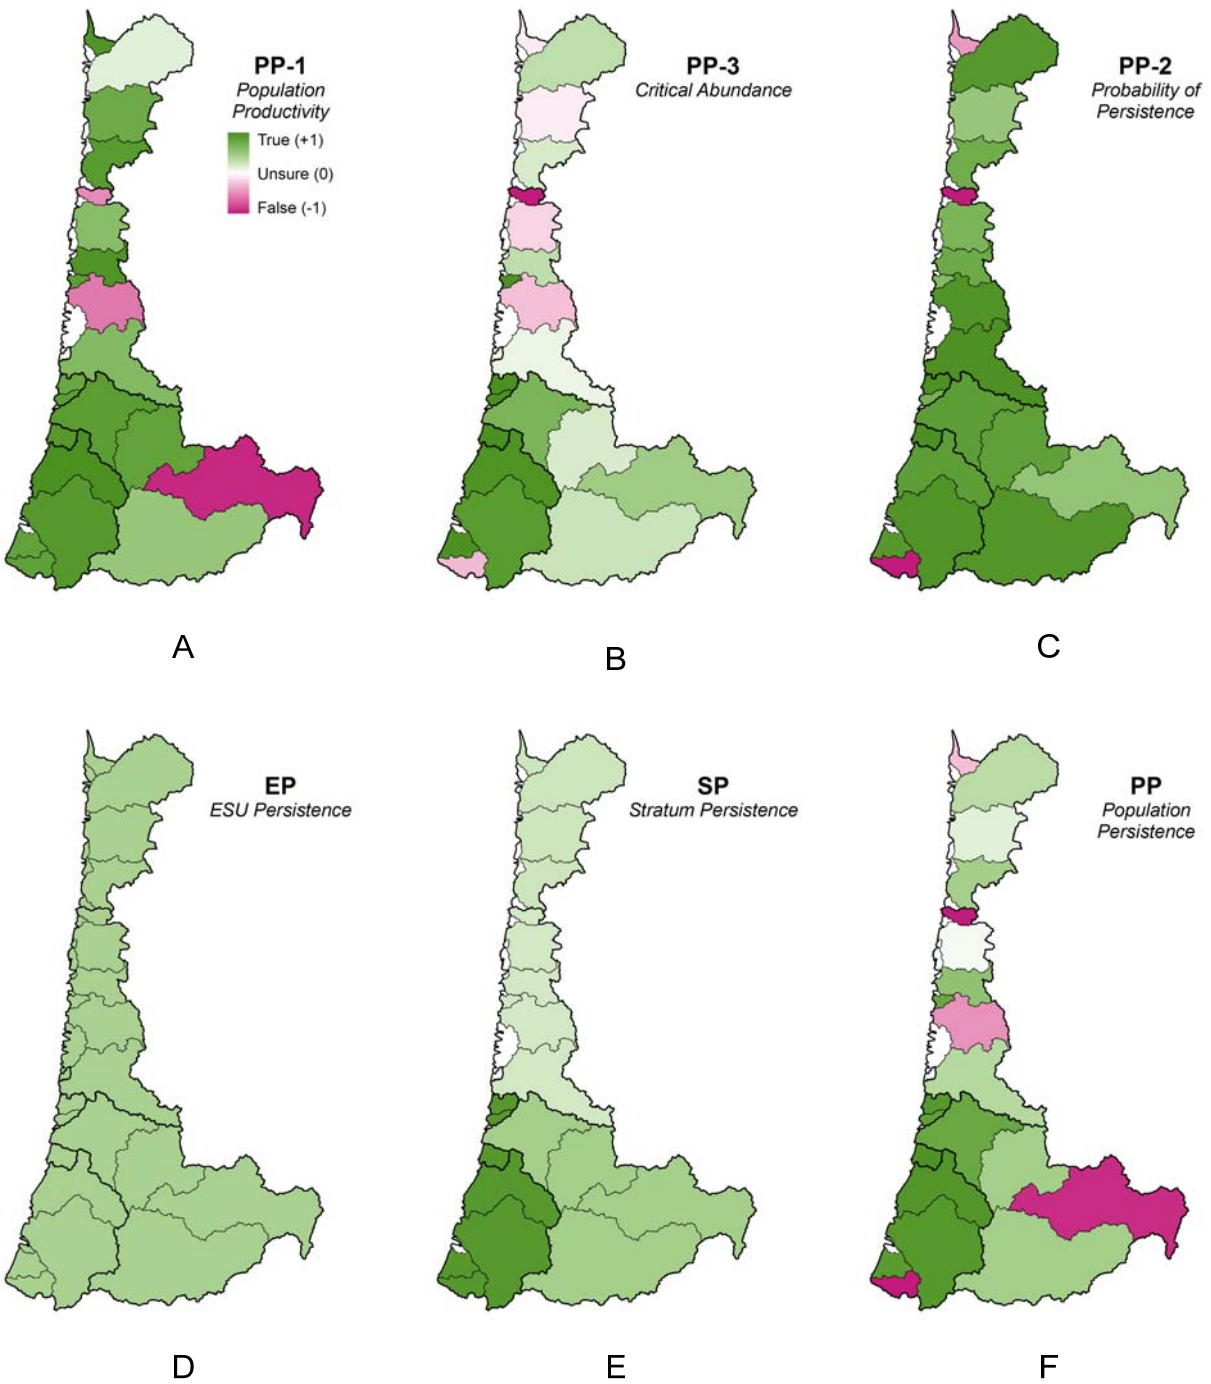 PP-1
Population
Productivity
True (+1)
Unsure (0)
False (-1)
PP-3
Critical Abundance
PP-2
Probability of
Persistence
A
B
C
EP
ESU Persistence
SP
Stratum Persistence
PP
Population
Persistence
D
E
F